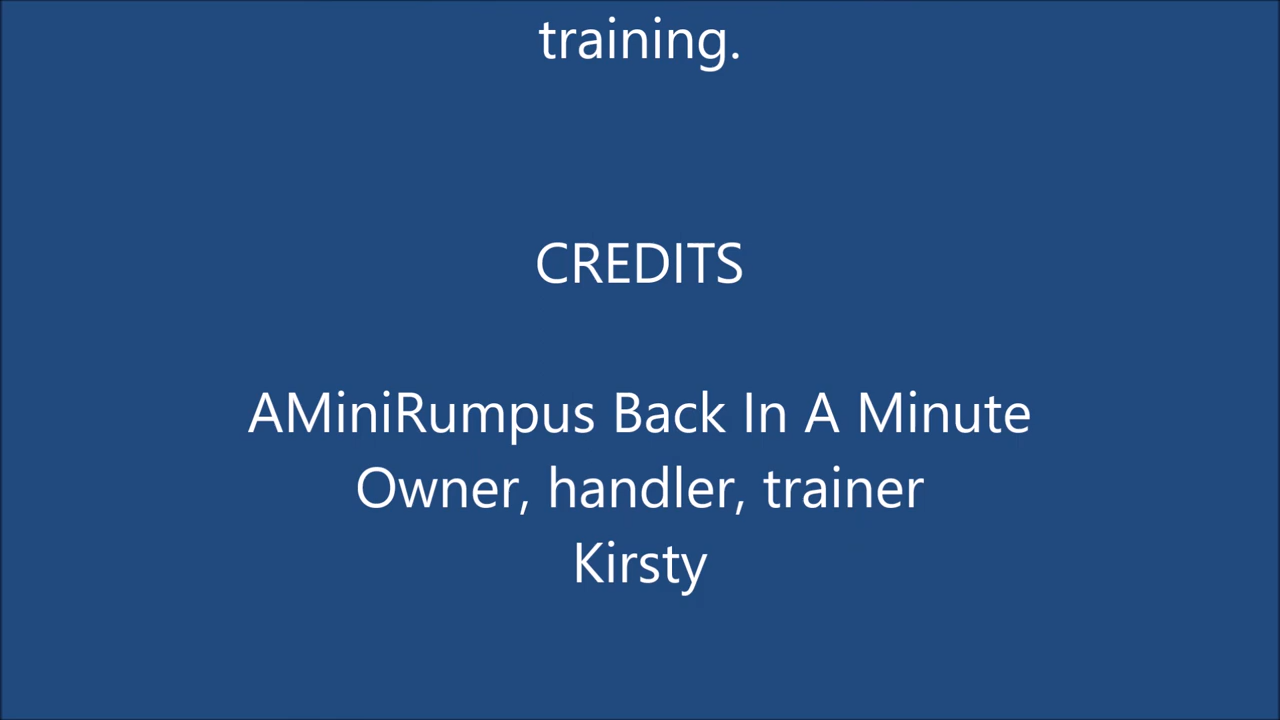 training.
CREDITS
AMiniRumpus Back In A Minute
Owner, handler, trainer
Kirsty